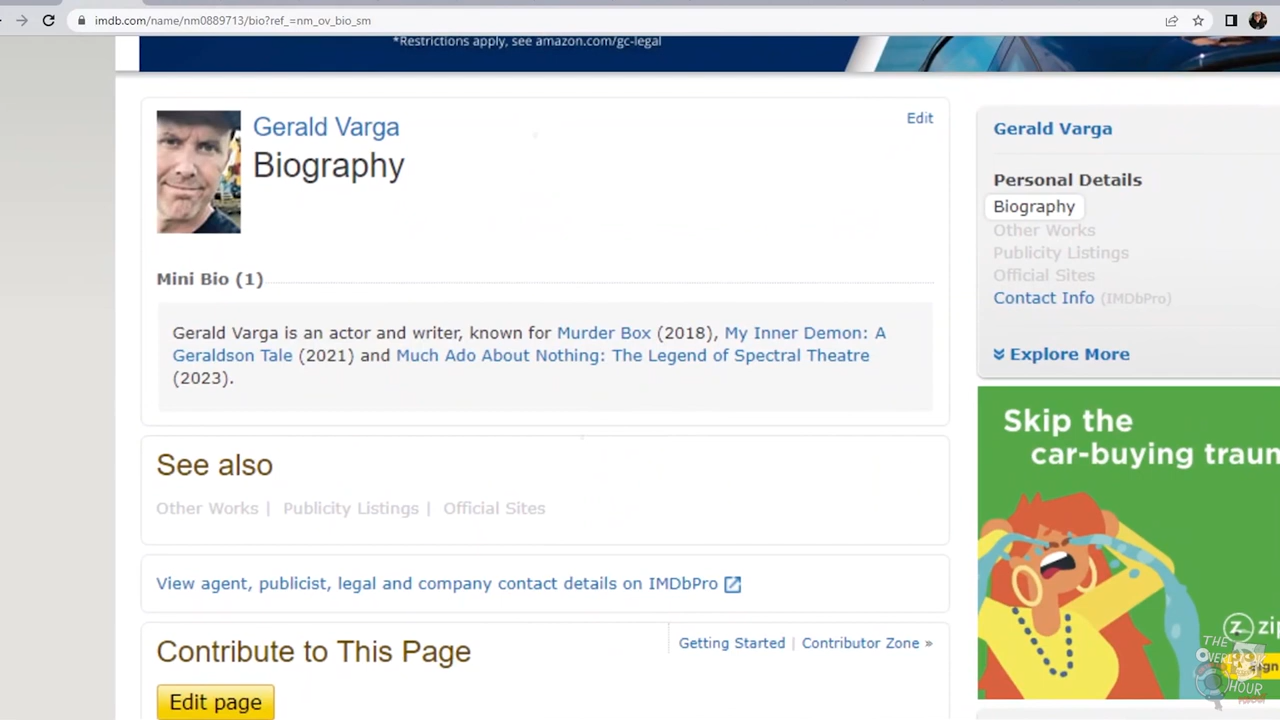 imdb.com/name/nm0889713/bio?ref_=nm_ov_bio_sm
*Restrictions apply, see amazon.com/gc-legal
Gerald Varga
Biography
Edit
Mini Bio (1)
Gerald Varga is an actor and writer, known for Murder Box (2018), My Inner Demon: A
Geraldson Tale (2021) and Much Ado About Nothing: The Legend of Spectral Theatre
(2023).
See also
Other Works | Publicity Listings | Official Sites
View agent, publicist, legal and company contact details on IMDbPro
Contribute to This Page
Getting Started | Contributor Zone »
Edit page
Gerald Varga
Personal Details
Biography
Other Works
Publicity Listings
Official Sites
Contact Info (IMDbPro)
Explore More
Skip the
car-buying
THE
HOUR